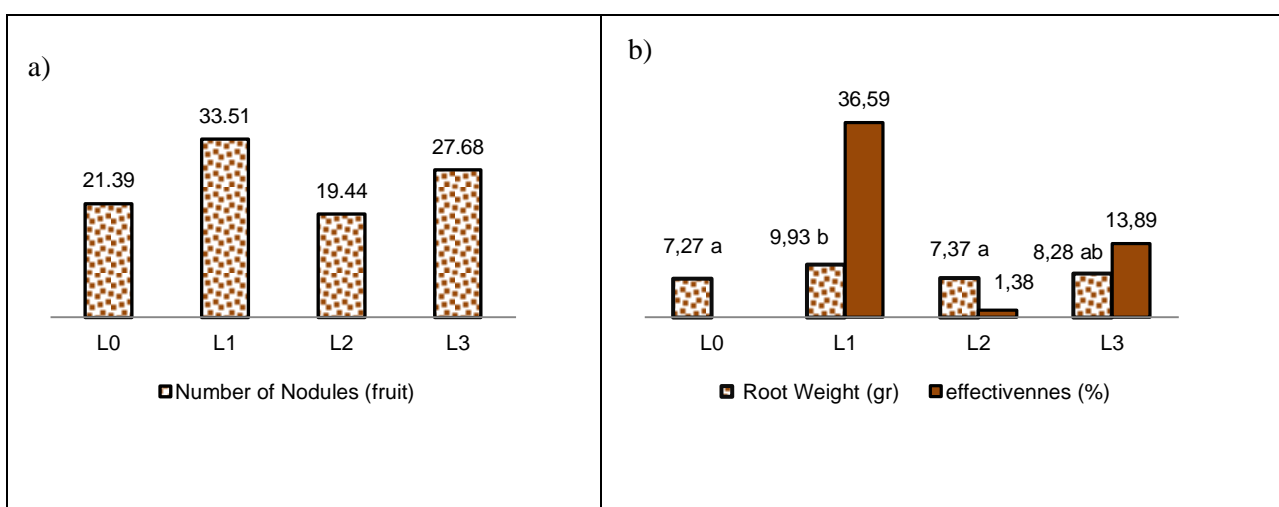 a)
33.51
27.68
21.39
19.44
L0 L1 L2 L3
Number of Nodules (fruit)
b)
36,59
13,89
9,93 b
7,27 a
7,37 a
8,28 ab
1,38
L0 L1 L2 L3
Root Weight (gr) effectivennes (%)